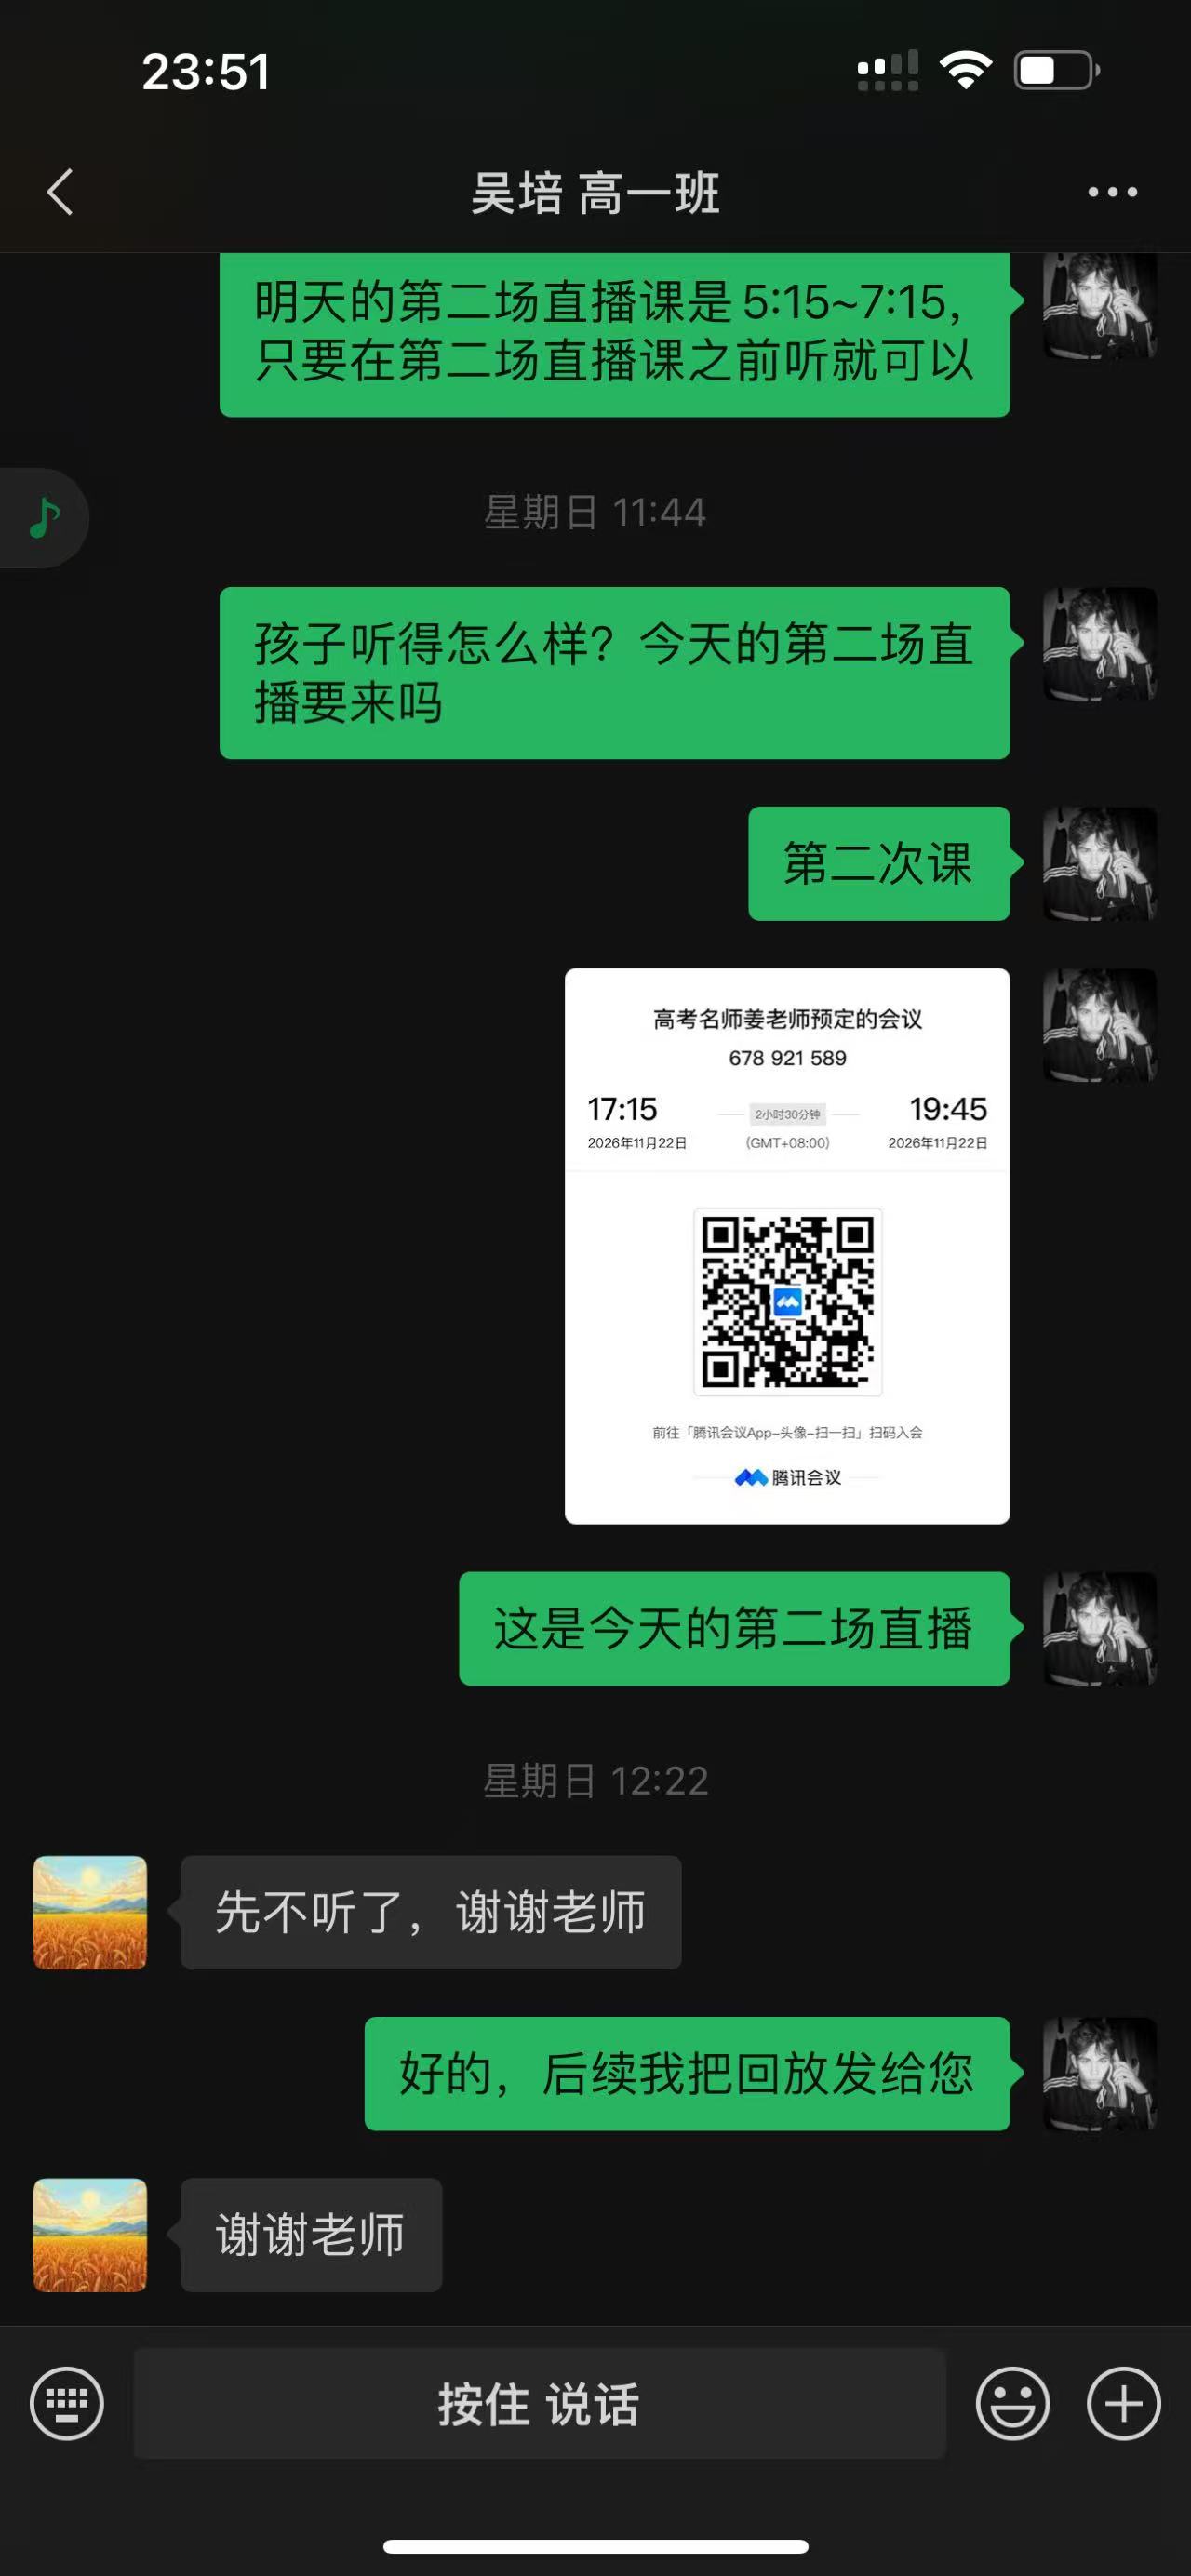 23:51
吴培 高一班
明天的第二场直播课是5:15~7:15,
只要在第二场直播课之前听就可以
星期日 11:44
孩子听得怎么样？今天的第二场直
播要来吗
第二次课
高考名师姜老师预定的会议
678 921 589
17:15
2小时30分钟
19:45
2026年11月22日
(GMT+08:00)
2026年11月22日
前往「腾讯会议App-头像-扫一扫」扫码入会
腾讯会议
这是今天的第二场直播
星期日 12:22
先不听了，谢谢老师
好的，后续我把回放发给您
谢谢老师
按住 说话